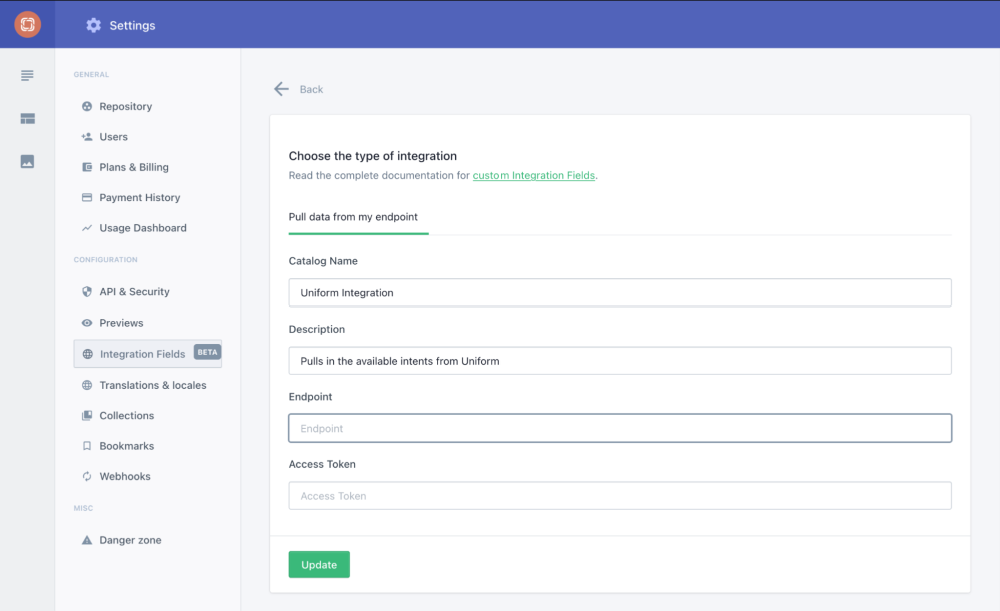 Settings
GENERAL
Repository
Users
Plans & Billing
Payment History
Usage Dashboard
CONFIGURATION
API & Security
Previews
Integration Fields BETA
Translations & locales
Collections
Bookmarks
Webhooks
MISC
Danger zone
Back
Choose the type of integration
Read the complete documentation for custom Integration Fields.
Pull data from my endpoint
Catalog Name
Uniform Integration
Description
Pulls in the available intents from Uniform
Endpoint
Endpoint
Access Token
Access Token
Update